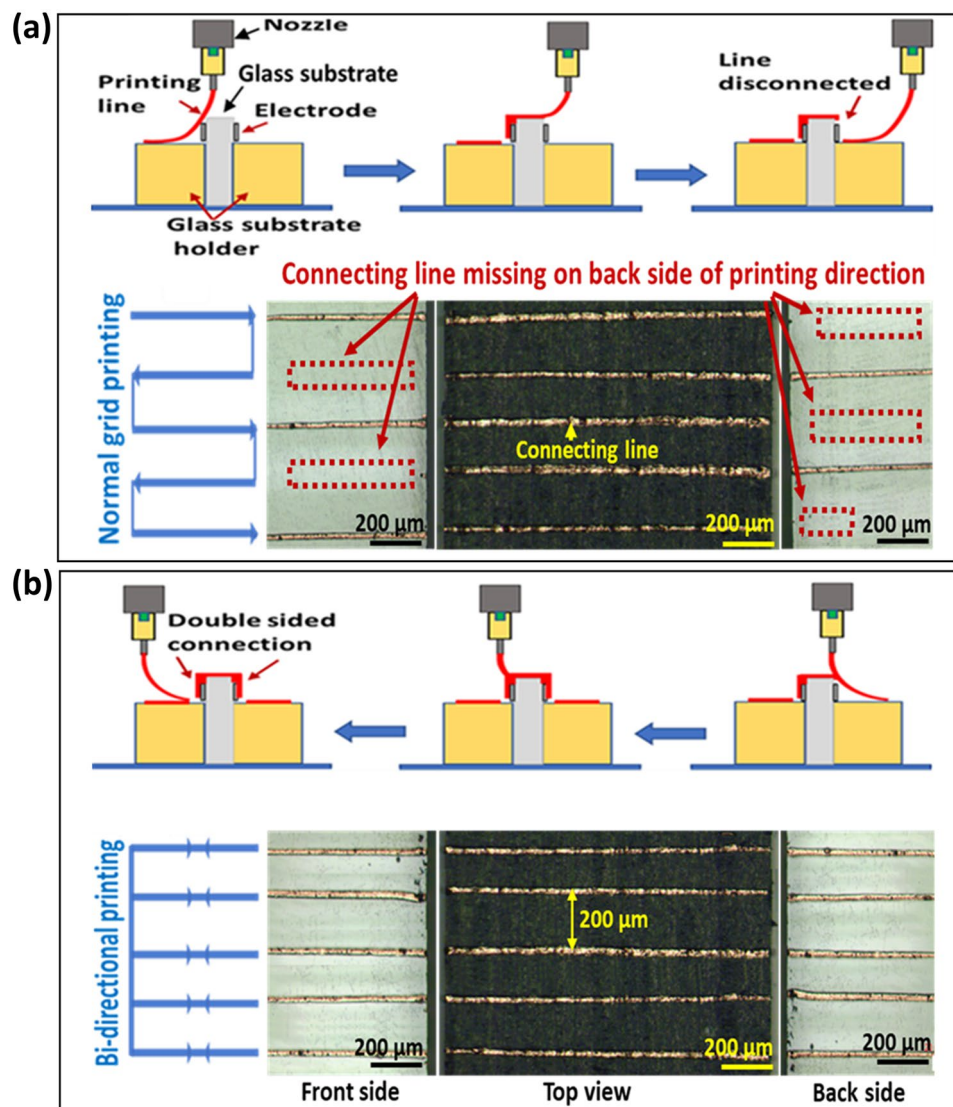 (a)
Nozzle
Printing
line
Glass substrate
Electrode
Line
disconnected
Glass substrate
holder
Connecting line missing on back side of printing direction
Normal grid printing
Connecting line
200 µm
200 µm
200 µm
(b)
Double sided
connection
Bi-directional printing
200 µm
200 µm
200 µm
200 µm
Front side
Top view
Back side